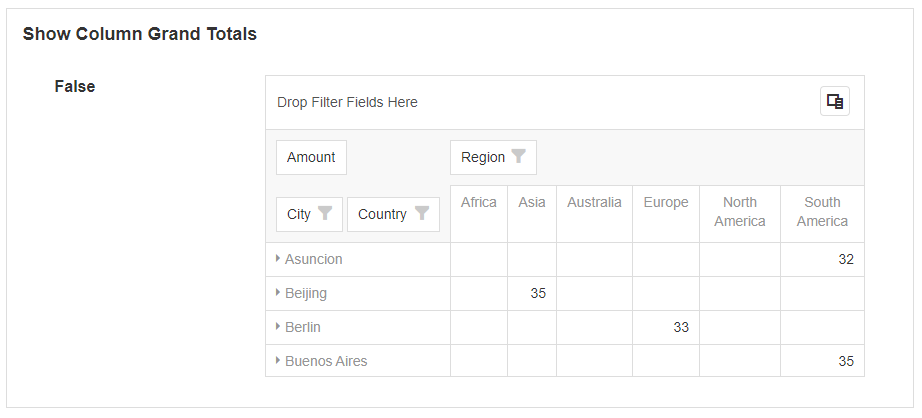 Show Column Grand Totals
False
Drop Filter Fields Here
Amount
Region
City Country
Africa Asia Australia Europe North America South America
Asuncion 32
Beijing 35
Berlin 33
Buenos Aires 35